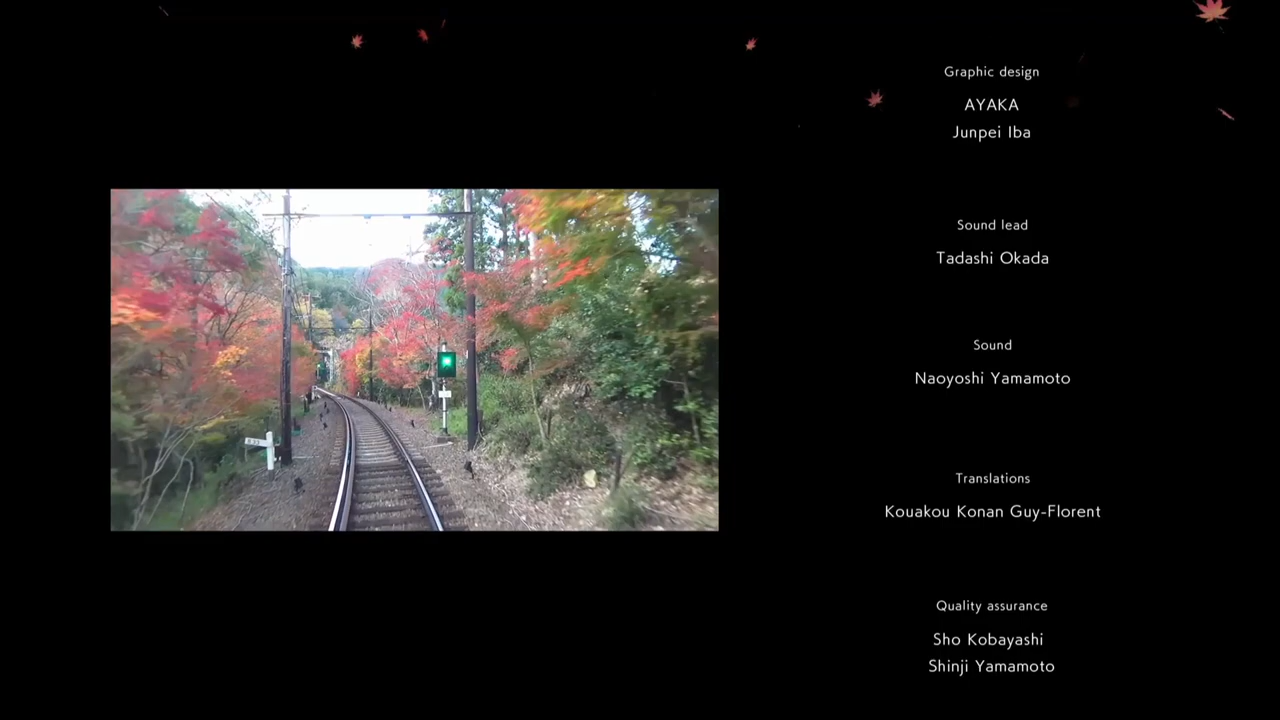 Graphic design
AYAKA
Junpei Iba
Sound lead
Tadashi Okada
Sound
Naoyoshi Yamamoto
Translations
Kouakou Konan Guy-Florent
Quality assurance
Sho Kobayashi
Shinji Yamamoto